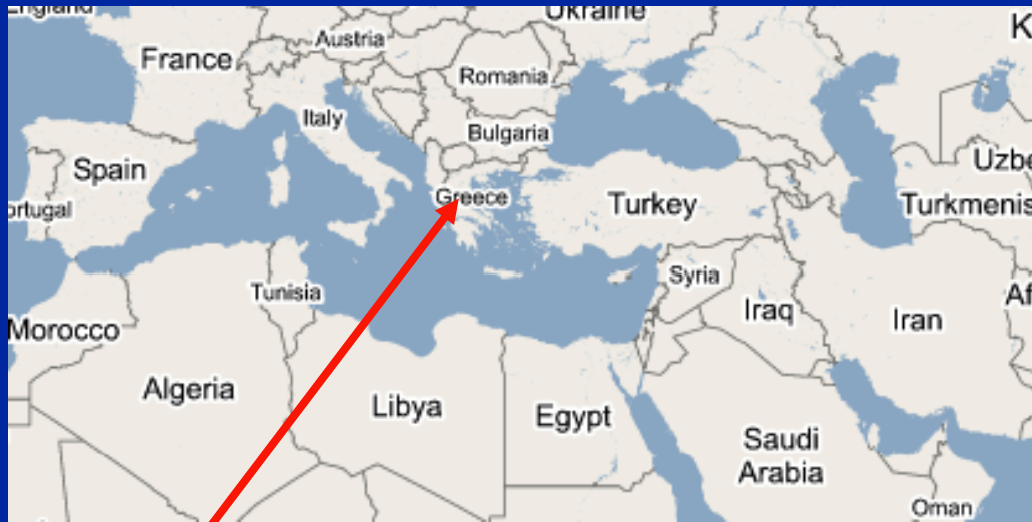 England
Ukraine
K
Austria
France
Romania
Italy
Bulgaria
Uzbe
Spain
Greece
Turkey
ortugal
Turkmenis
Syria
Tunisia
Af
Iraq
Iran
Morocco
Algeria
Libya
Egypt
Saudi
Arabia
Oman